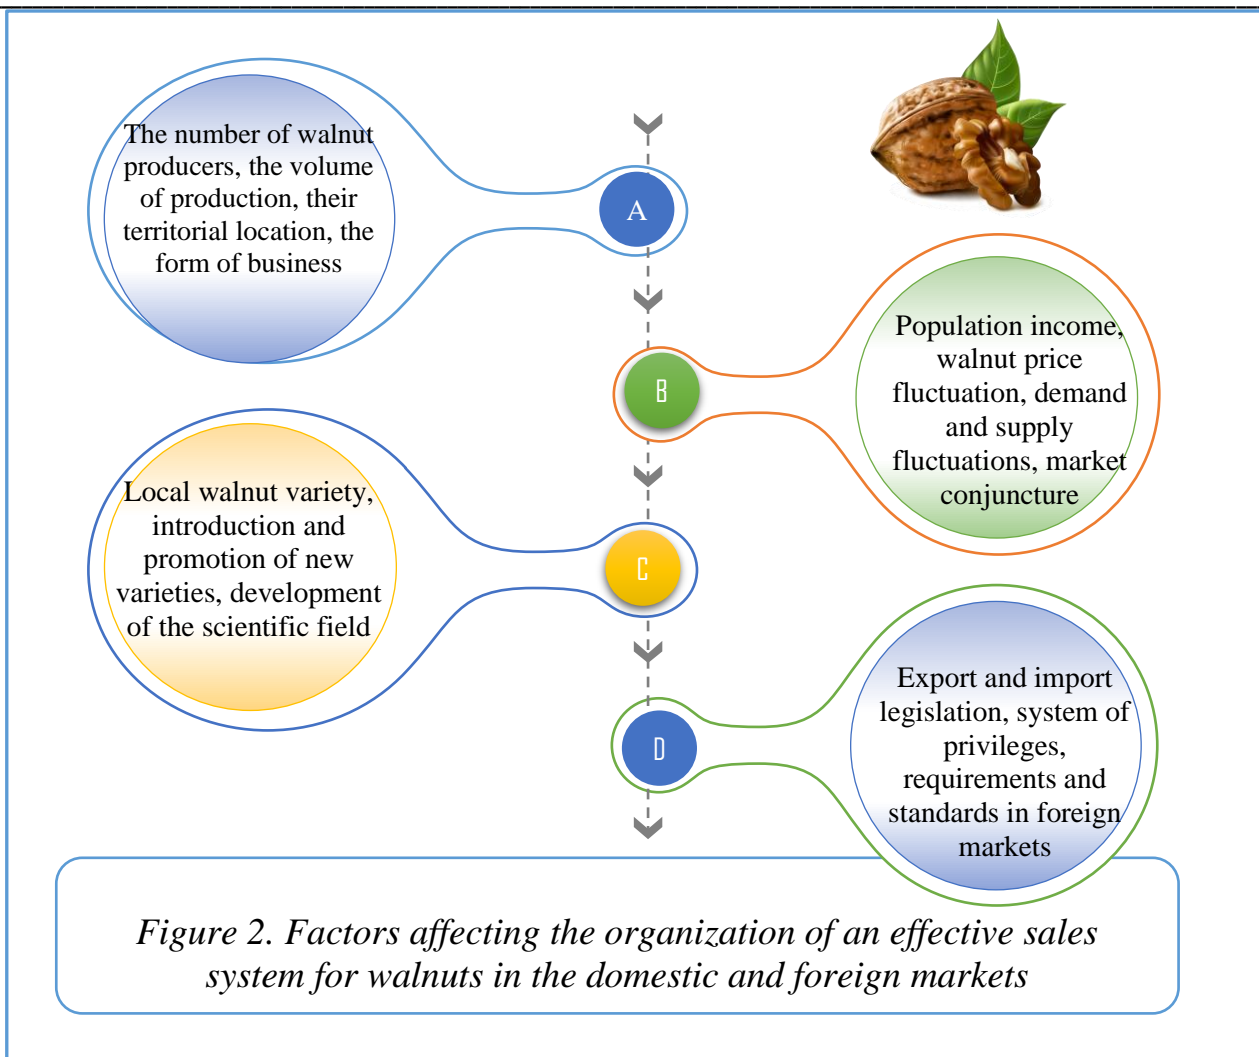 The number of walnut
producers, the volume
of production, their
territorial location, the
form of business
A
B
Population income,
walnut price
fluctuation, demand
and supply
fluctuations, market
conjuncture
Local walnut variety,
introduction and
promotion of new
varieties, development
of the scientific field
C
D
Export and import
legislation, system of
privileges,
requirements and
standards in foreign
markets
Figure 2. Factors affecting the organization of an effective sales
system for walnuts in the domestic and foreign markets